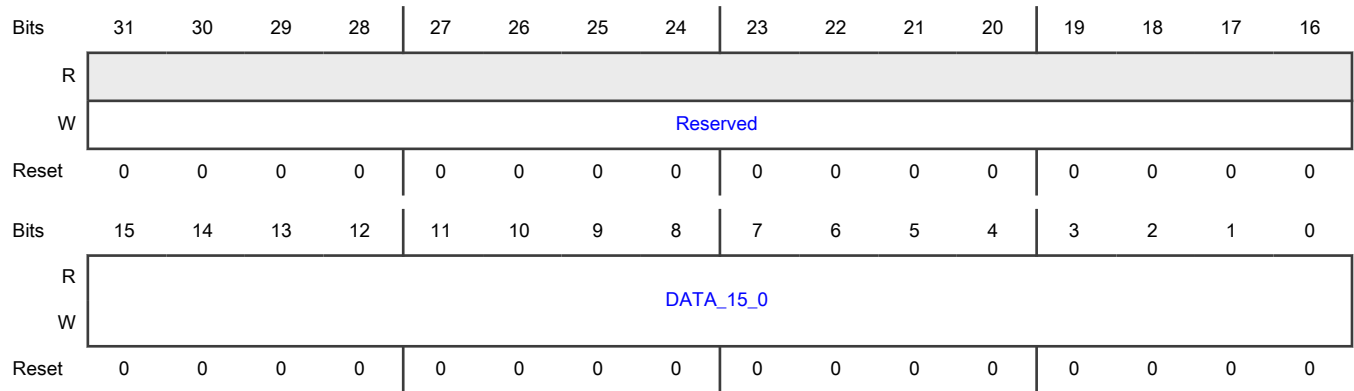 Bits 31 30 29 28 27 26 25 24 23 22 21 20 19 18 17 16
R
W Reserved
Reset 0 0 0 0 0 0 0 0 0 0 0 0 0 0 0 0
Bits 15 14 13 12 11 10 9 8 7 6 5 4 3 2 1 0
R
DATA_15_0
W
Reset 0 0 0 0 0 0 0 0 0 0 0 0 0 0 0 0